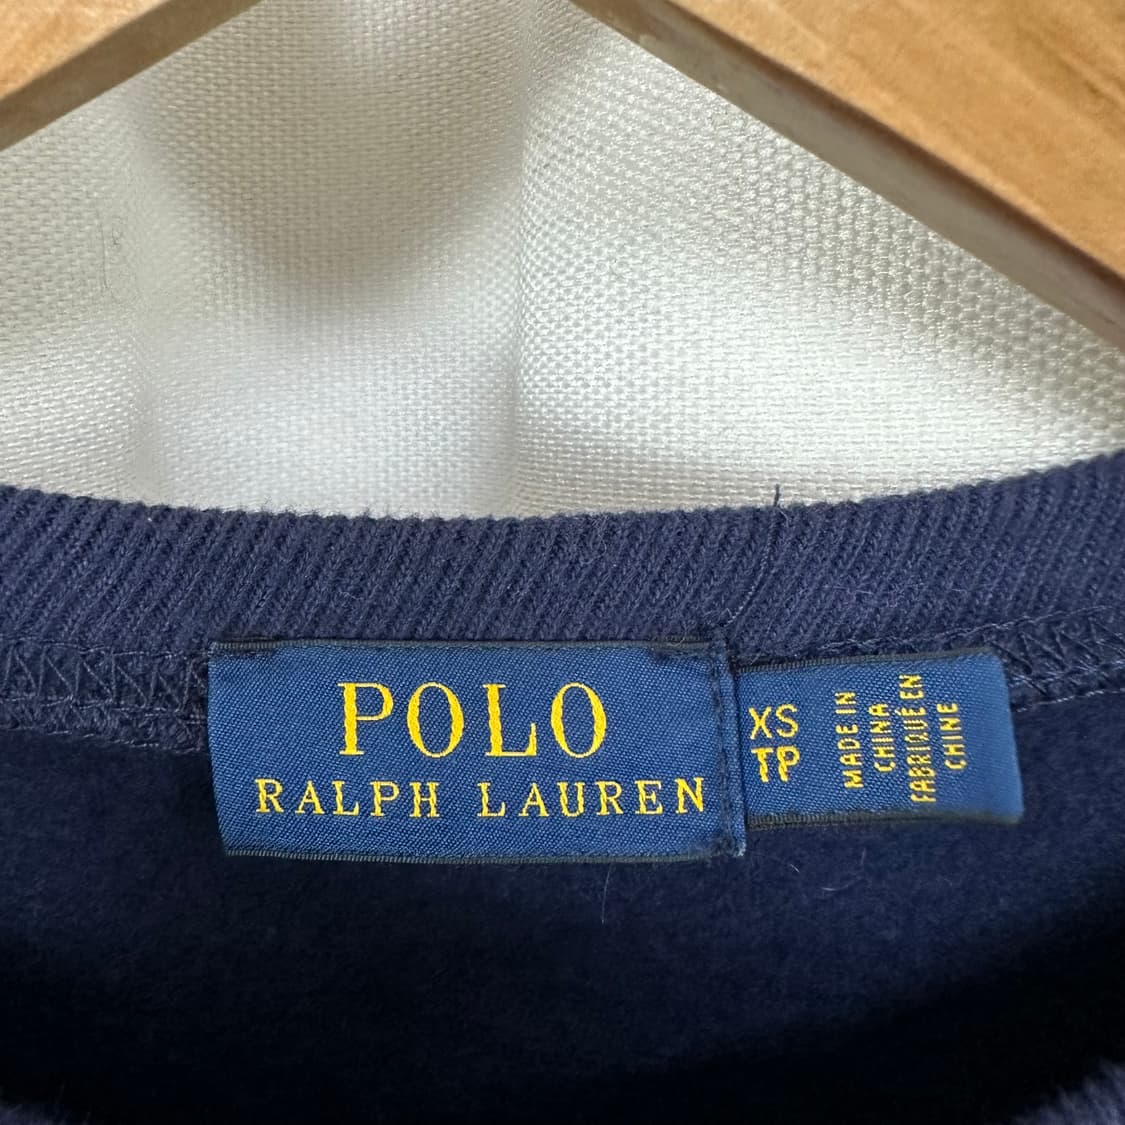 POLO
RALPH LAUREN
XS
TP
MADE IN
CHINA
FABRIQUÉ EN
CHINE